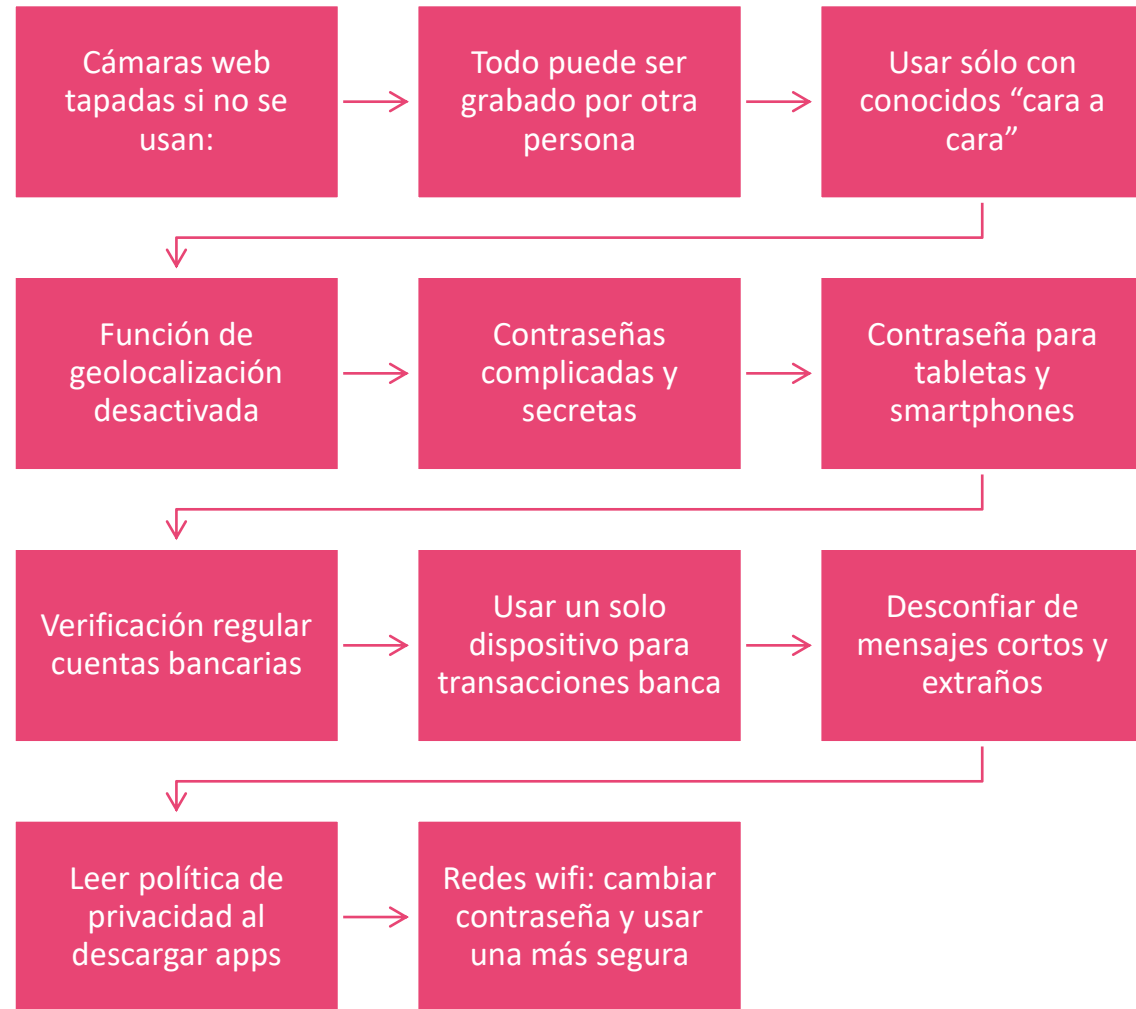 Cámaras web
tapadas si no se
usan:
Todo puede ser
grabado por otra
persona
Usar sólo con
conocidos “cara a
cara”
Función de
geolocalización
desactivada
Contraseñas
complicadas y
secretas
Contraseña para
tabletas y
smartphones
Verificación regular
cuentas bancarias
Usar un solo
dispositivo para
transacciones banca
Desconfiar de
mensajes cortos y
extraños
Leer política de
privacidad al
descargar apps
Redes wifi: cambiar
contraseña y usar
una más segura